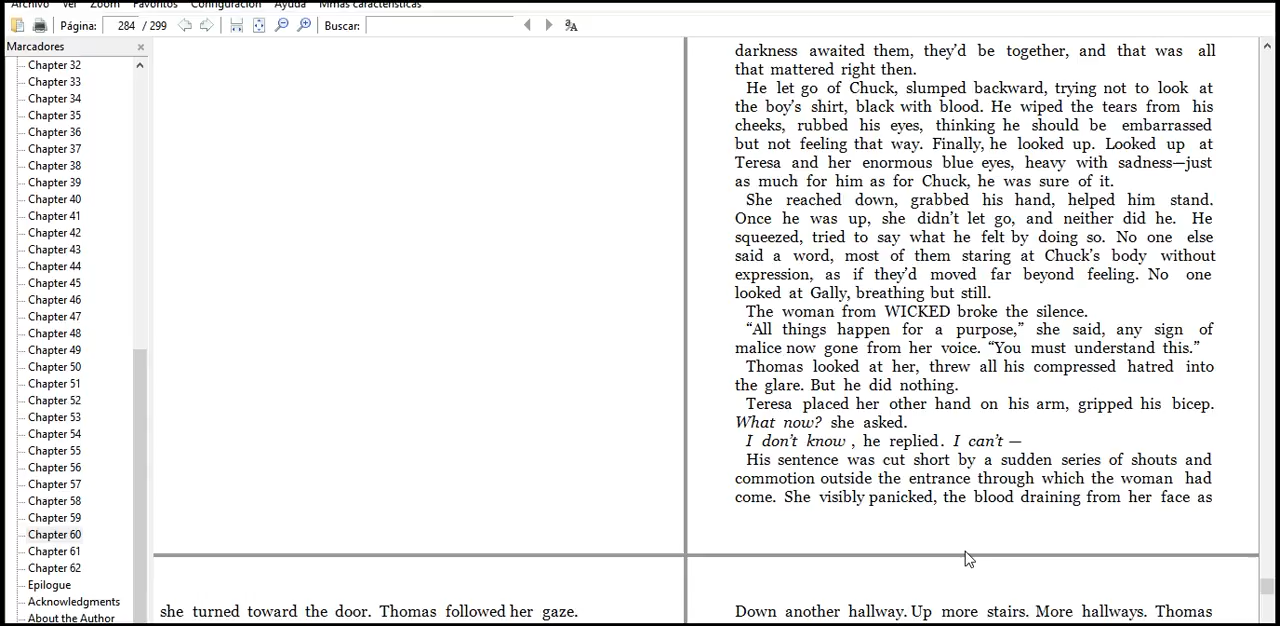 Archivo Ver Zoom Favoritos Configuración Ayuda Mimas características
Página: 284 / 299 Buscar:
Marcadores
Chapter 32
Chapter 33
Chapter 34
Chapter 35
Chapter 36
Chapter 37
Chapter 38
Chapter 39
Chapter 40
Chapter 41
Chapter 42
Chapter 43
Chapter 44
Chapter 45
Chapter 46
Chapter 47
Chapter 48
Chapter 49
Chapter 50
Chapter 51
Chapter 52
Chapter 53
Chapter 54
Chapter 55
Chapter 56
Chapter 57
Chapter 58
Chapter 59
Chapter 60
Chapter 61
Chapter 62
Epilogue
Acknowledgments
About the Author
darkness awaited them, they’d be together, and that was all
that mattered right then.
He let go of Chuck, slumped backward, trying not to look at
the boy’s shirt, black with blood. He wiped the tears from his
cheeks, rubbed his eyes, thinking he should be embarrassed
but not feeling that way. Finally, he looked up. Looked up at
Teresa and her enormous blue eyes, heavy with sadness—just
as much for him as for Chuck, he was sure of it.
She reached down, grabbed his hand, helped him stand.
Once he was up, she didn’t let go, and neither did he. He
squeezed, tried to say what he felt by doing so. No one else
said a word, most of them staring at Chuck’s body without
expression, as if they’d moved far beyond feeling. No one
looked at Gally, breathing but still.
The woman from WICKED broke the silence.
“All things happen for a purpose,” she said, any sign of
malice now gone from her voice. “You must understand this.”
Thomas looked at her, threw all his compressed hatred into
the glare. But he did nothing.
Teresa placed her other hand on his arm, gripped his bicep.
What now? she asked.
I don’t know , he replied. I can’t —
His sentence was cut short by a sudden series of shouts and
commotion outside the entrance through which the woman had
come. She visibly panicked, the blood draining from her face as
she turned toward the door. Thomas followed her gaze.
Down another hallway. Up more stairs. More hallways. Thomas